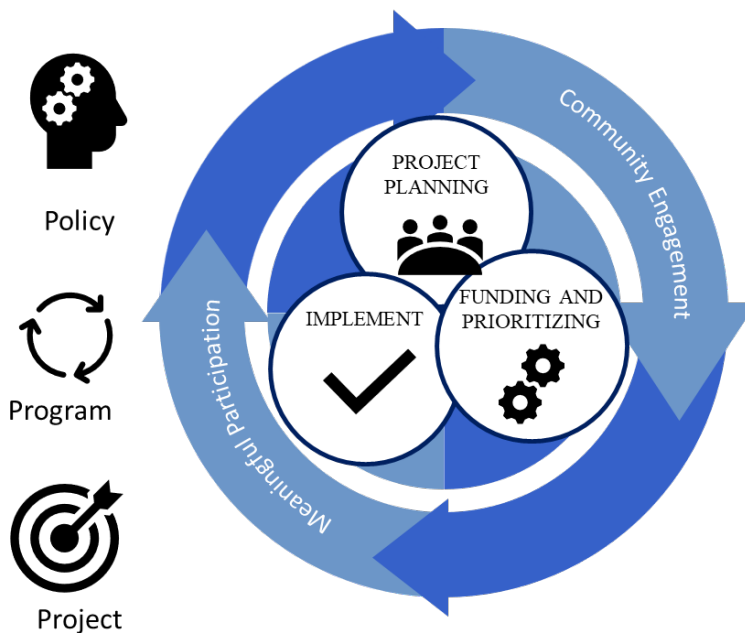 Policy
Program
Project
Community Engagement
Meaningful Participation
PROJECT
PLANNING
FUNDING AND
PRIORITIZING
IMPLEMENT